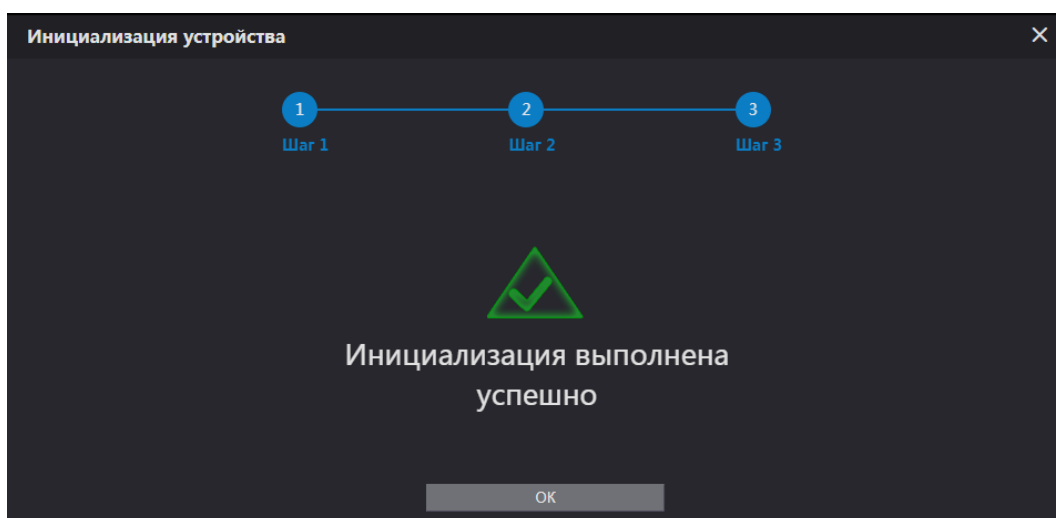 Инициализация устройства
1 2 3
Шаг 1 Шаг 2 Шаг 3
Инициализация выполнена
успешно
OK